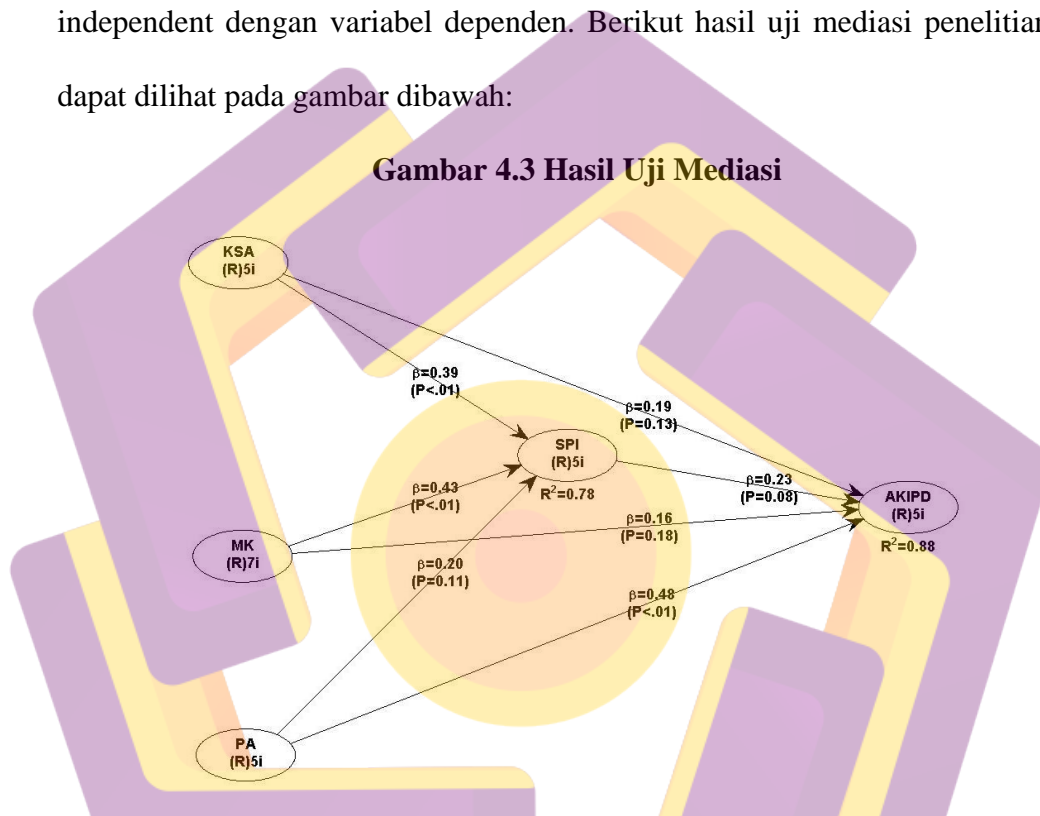 independent dengan variabel dependen. Berikut hasil uji mediasi penelitian
dapat dilihat pada gambar dibawah:
Gambar 4.3 Hasil Uji Mediasi
KSA
(R)5i
β=0.39
(P<.01)
β=0.19
(P=0.13)
SPI
(R)5i
R²=0.78
β=0.43
(P<.01)
β=0.23
(P=0.08)
AKIPD
(R)5i
R²=0.88
MK
(R)7i
β=0.16
(P=0.18)
β=0.20
(P=0.11)
β=0.48
(P<.01)
PA
(R)5i